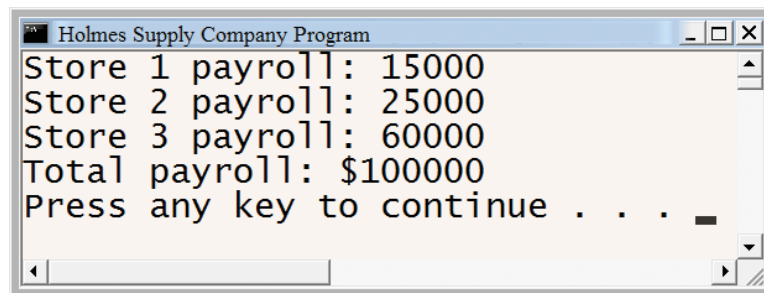 Holmes Supply Company Program
Store 1 payroll: 15000
Store 2 payroll: 25000
Store 3 payroll: 60000
Total payroll: $100000
Press any key to continue . . . _